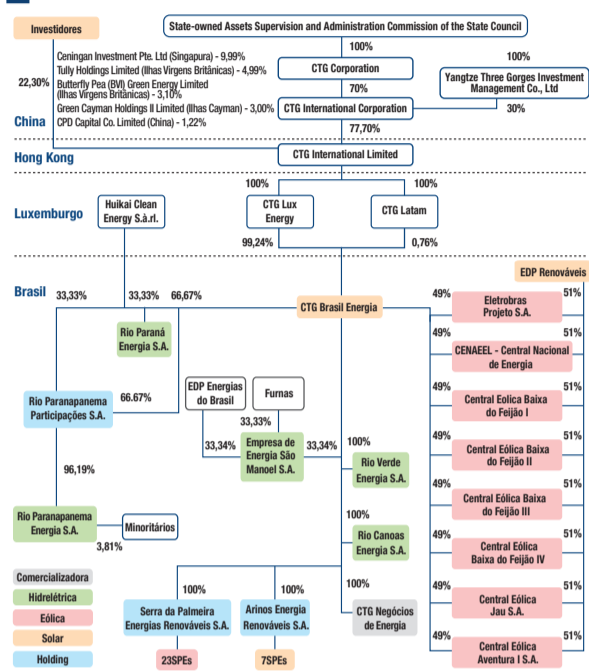 State-owned Assets Supervision and Administration Commission of the State Council
Investidores
100%
100%
Ceningan Investment Pte. Ltd (Singapura) - 9,99%
Tully Holdings Limited (Ilhas Virgens Britânicas) - 4,99%
Butterfly Pea (BVI) Green Energy Limited
(Ilhas Virgens Britânicas) - 3,10%
Green Cayman Holdings II Limited (Ilhas Cayman) - 3,00%
CPD Capital Co. Limited (China) - 1,22%
22,30%
CTG Corporation
70%
Yangtze Three Gorges Investment
Management Co., Ltd
CTG International Corporation
30%
China
77,70%
Hong Kong
CTG International Limited
100%
100%
Luxemburgo
Huikai Clean
Energy S.à.rl.
CTG Lux
Energy
CTG Latam
99,24%
0,76%
EDP Renováveis
Brasil
33,33%
33,33%
66,67%
CTG Brasil Energia
49%
51%
Eletrobras
Projeto S.A.
Rio Paraná
Energia S.A.
49%
51%
CENAEEL - Central Nacional
de Energia
EDP Energias
do Brasil
Furnas
49%
51%
Central Eolica Baixa
do Feijão I
Rio Paranapanema
Participações S.A.
66.67%
33,33%
33,34%
Empresa de
Energia São
Manoel S.A.
33,34%
100%
Rio Verde
Energia S.A.
49%
51%
Central Eólica Baixa
do Feijão II
96,19%
49%
51%
Central Eólica Baixa
do Feijão III
Rio Paranapanema
Energia S.A.
Minoritários
3,81%
100%
Rio Canoas
Energia S.A.
49%
51%
Central Eólica
Baixa do Feijão IV
Comercializadora
Hidrelétrica
Eólica
Solar
Holding
100%
100%
100%
Serra da Palmeira
Energias Renováveis S.A.
Arinos Energia
Renováveis S.A.
CTG Negócios
de Energia
23SPEs
7SPEs
49%
51%
Central Eólica
Jau S.A.
49%
51%
Central Eólica
Aventura I S.A.